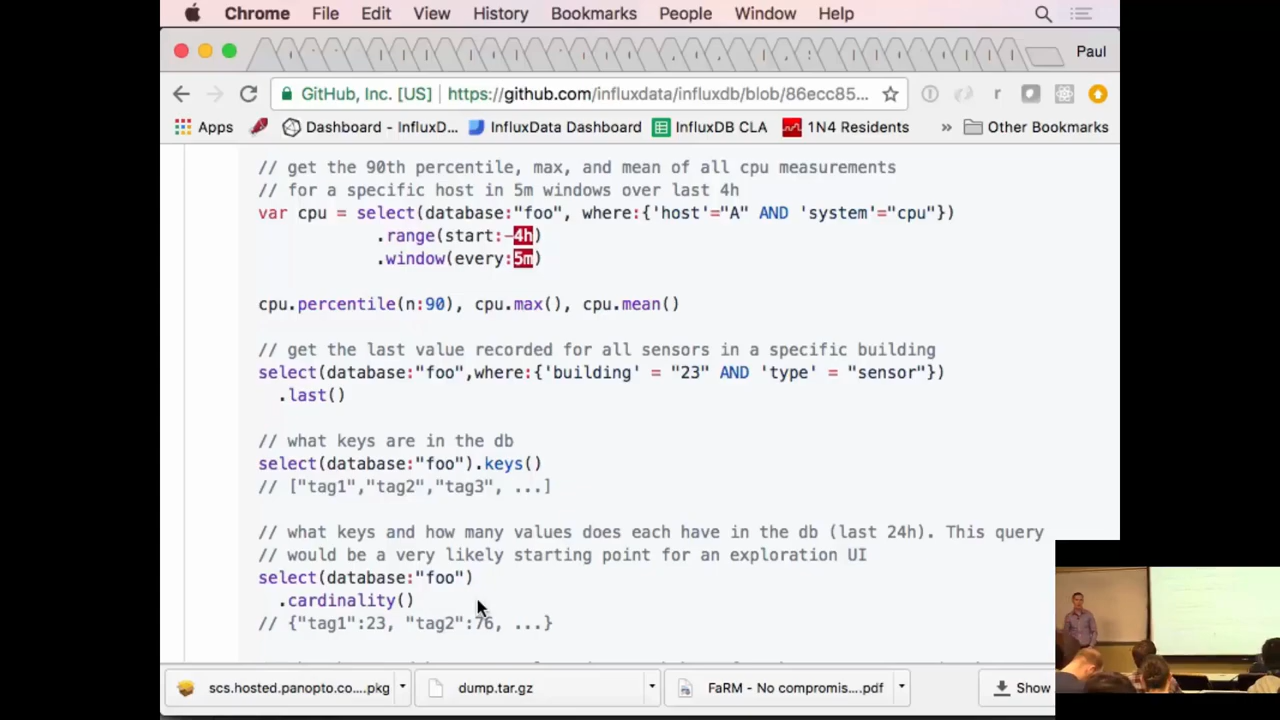 Chrome File Edit View History Bookmarks People Window Help
Paul
GitHub, Inc. [US] https://github.com/influxdata/influxdb/blob/86ecc85...
Apps Dashboard - InfluxD... InfluxData Dashboard InfluxDB CLA 1N4 Residents » Other Bookmarks
// get the 90th percentile, max, and mean of all cpu measurements
// for a specific host in 5m windows over last 4h
var cpu = select(database:"foo", where:{'host'="A" AND 'system'="cpu"})
.range(start:-4h)
.window(every:5m)
cpu.percentile(n:90), cpu.max(), cpu.mean()
// get the last value recorded for all sensors in a specific building
select(database:"foo",where:{'building' = "23" AND 'type' = "sensor"})
.last()
// what keys are in the db
select(database:"foo").keys()
// ["tag1","tag2","tag3", ...]
// what keys and how many values does each have in the db (last 24h). This query
// would be a very likely starting point for an exploration UI
select(database:"foo")
.cardinality()
// {"tag1":23, "tag2":76, ...}
scs.hosted.panopto.co....pkg dump.tar.gz FaRM - No compromis....pdf Show